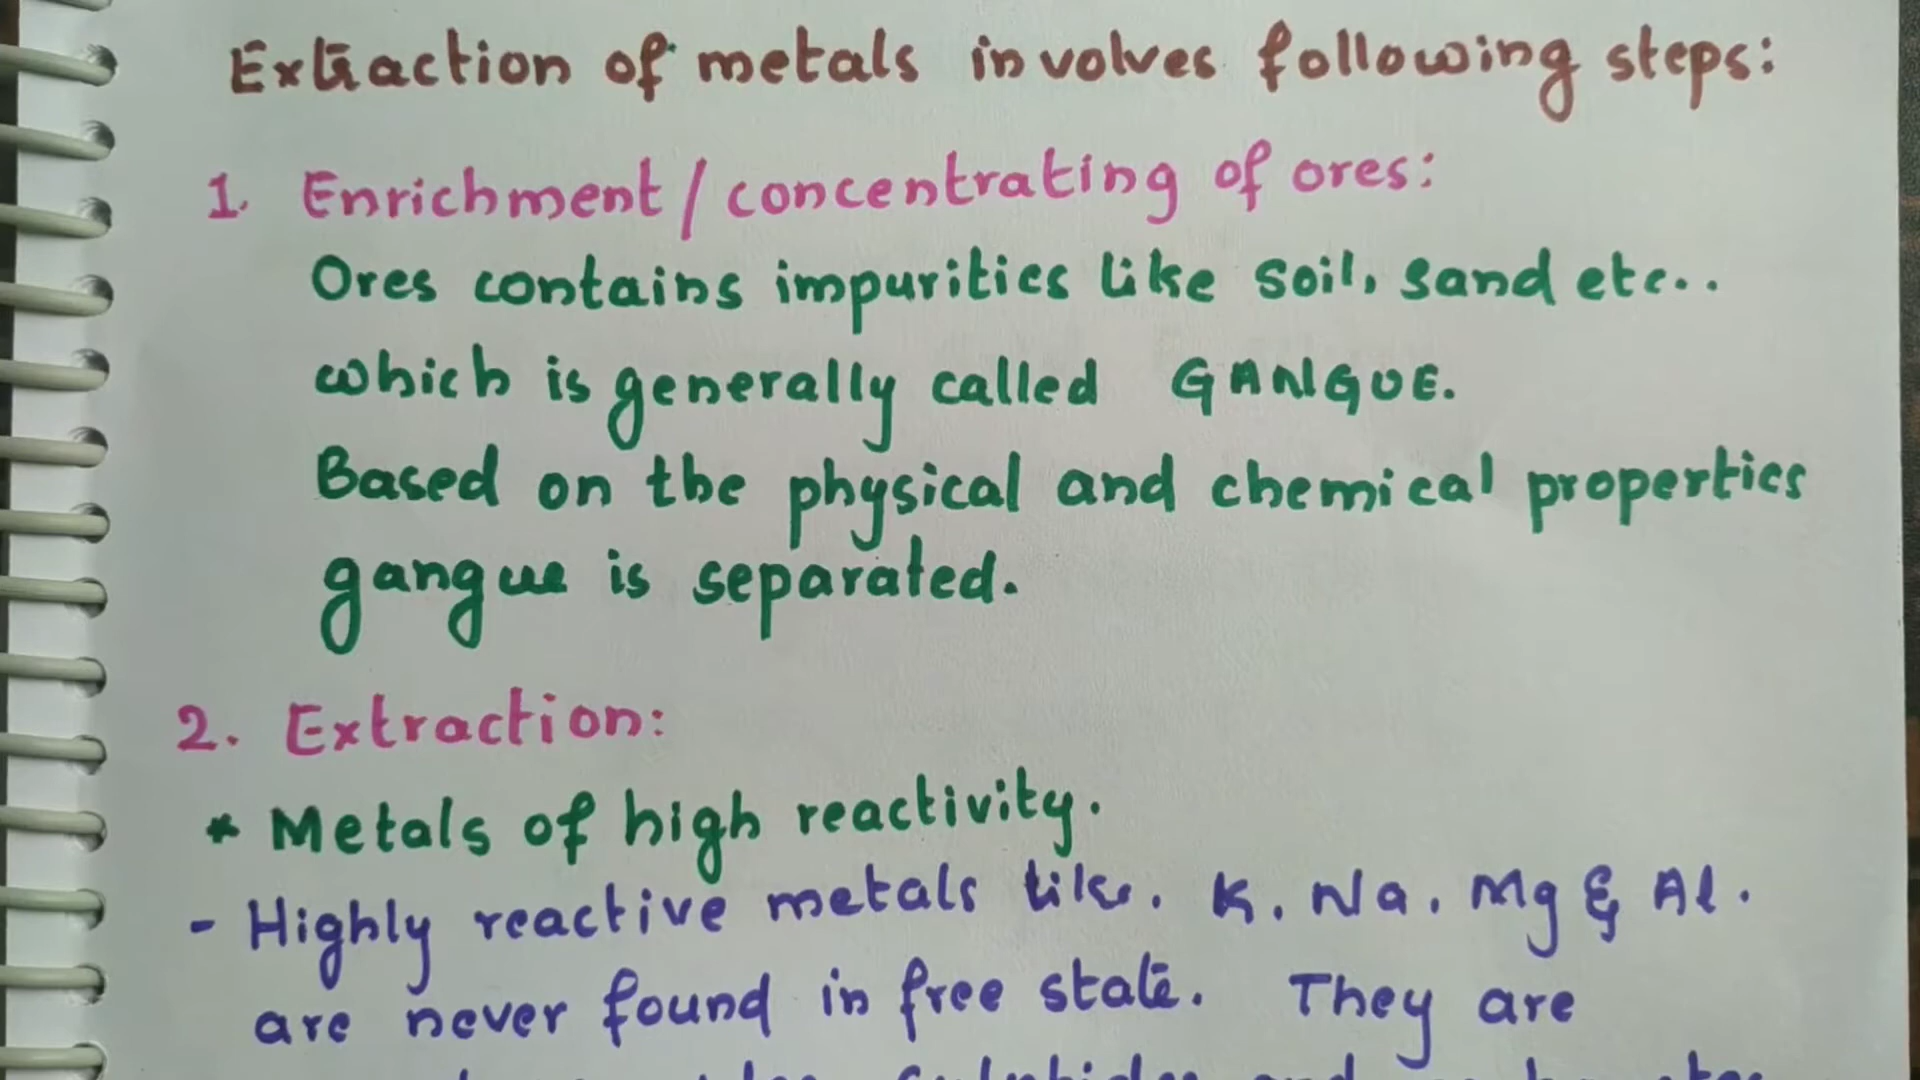 Extraction of metals involves following steps:
1. Enrichment/concentrating of ores:
Ores contains impurities like soil, sand etc..
which is generally called GANGUE.
Based on the physical and chemical properties
gangue is separated.
2. Extraction:
* Metals of high reactivity.
- Highly reactive metals like. K. Na. Mg & Al.
are never found in free state. They are